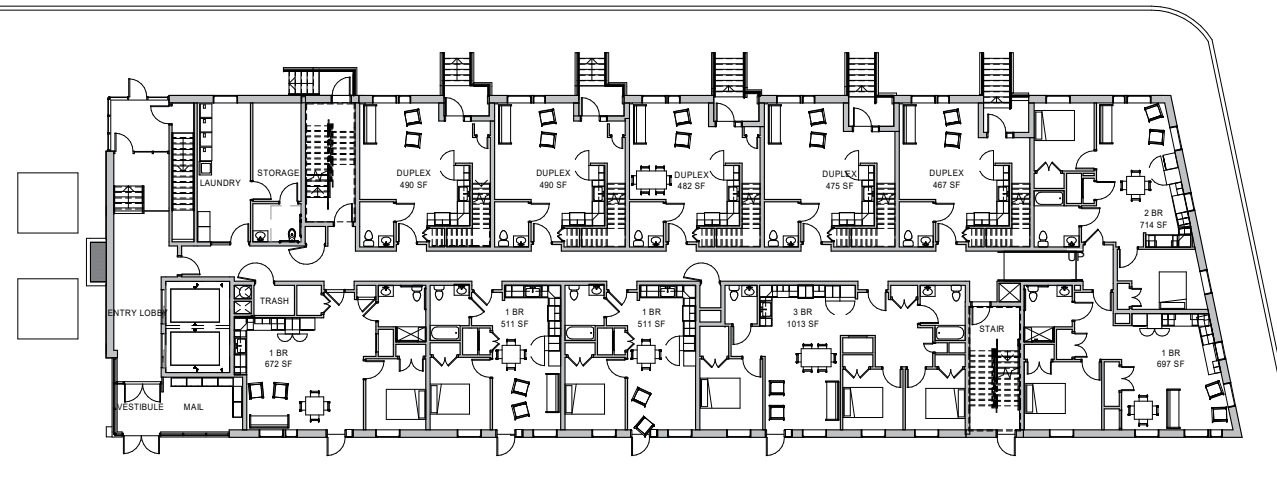 LAUNDRY
STORAGE
DUPLEX
490 SF
DUPLEX
490 SF
DUPLEX
482 SF
DUPLEX
475 SF
DUPLEX
467 SF
2 BR
714 SF
ENTRY LOBBY
TRASH
1 BR
672 SF
1 BR
511 SF
1 BR
511 SF
3 BR
1013 SF
STAIR
1 BR
697 SF
VESTIBULE
MAIL